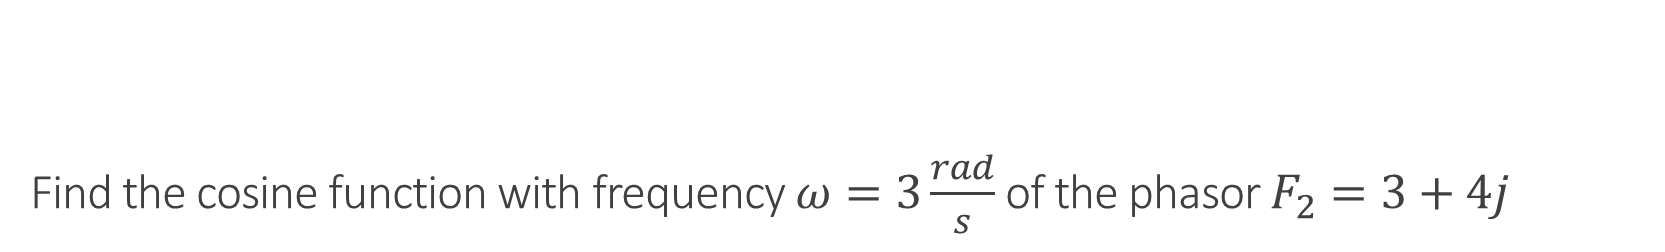 Find the cosine function with frequency ω = 3 rad/s of the phasor F₂ = 3 + 4j